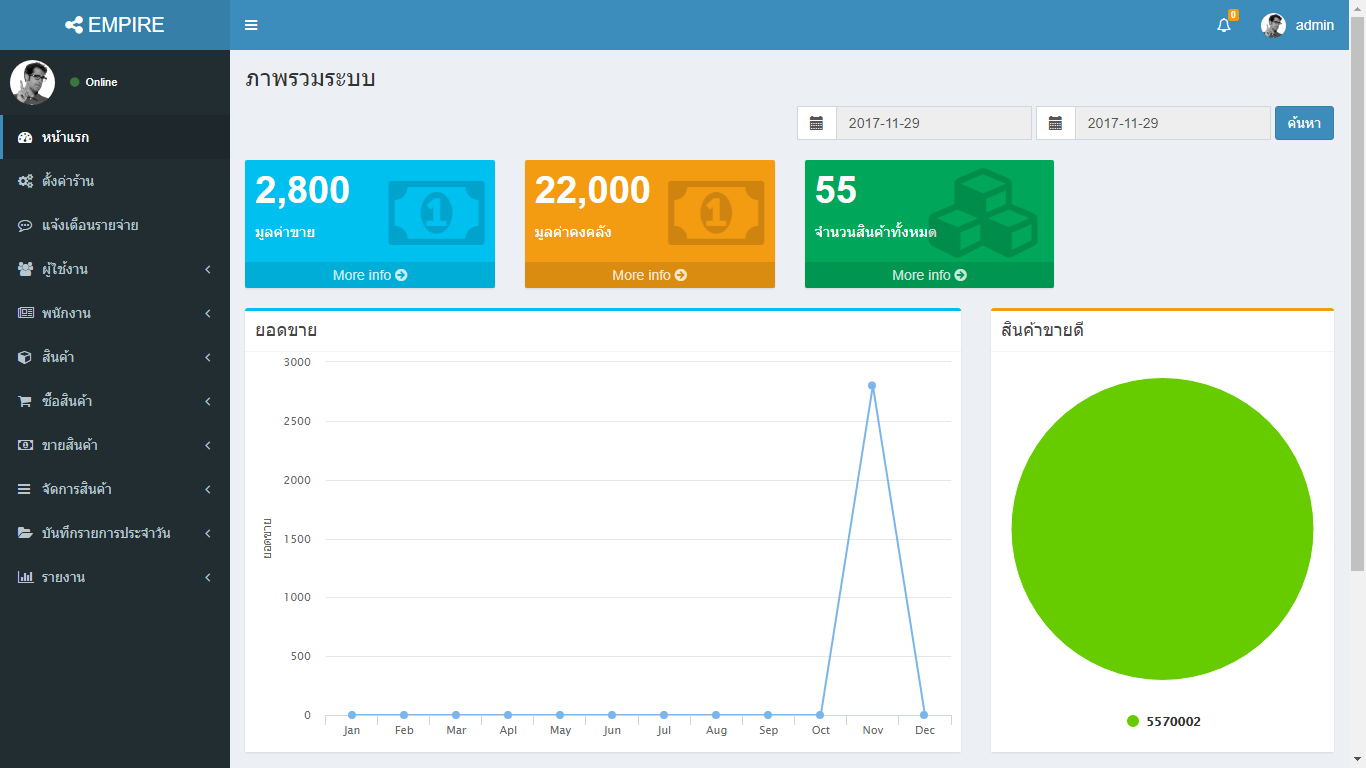 EMPIRE
0
admin
Online
หน้าแรก
ตั้งค่าร้าน
แจ้งเตือนรายจ่าย
ผู้ใช้งาน
พนักงาน
สินค้า
ซื้อสินค้า
ขายสินค้า
จัดการสินค้า
บันทึกรายการประจำวัน
รายงาน
ภาพรวมระบบ
2017-11-29
2017-11-29
ค้นหา
2,800
มูลค่าขาย
More info
22,000
มูลค่าคงคลัง
More info
55
จำนวนสินค้าทั้งหมด
More info
ยอดขาย
3000
2500
2000
1500
1000
500
0
ยอดขาย
Jan Feb Mar Apl May Jun Jul Aug Sep Oct Nov Dec
สินค้าขายดี
5570002